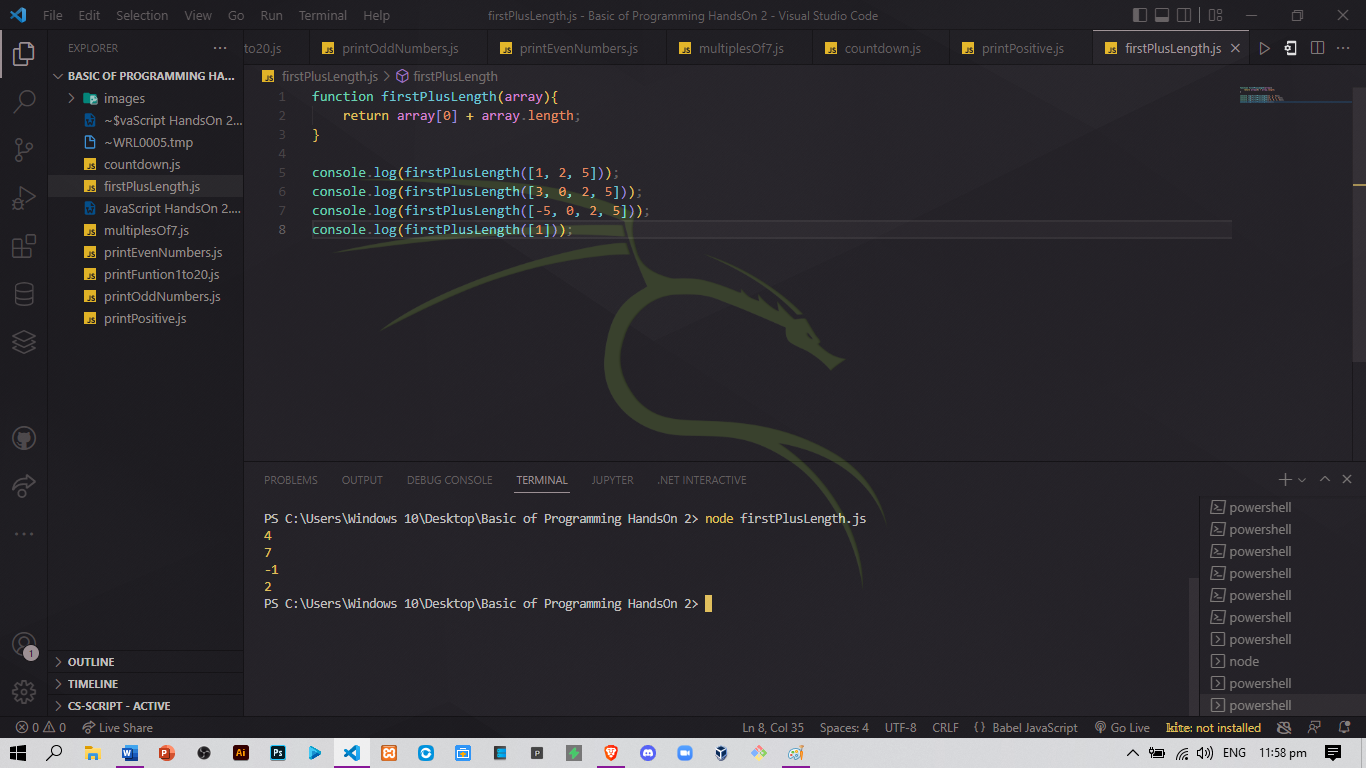 File Edit Selection View Go Run Terminal Help firstPlusLength.js - Basic of Programming HandsOn 2 - Visual Studio Code
EXPLORER
BASIC OF PROGRAMMING HA...
images
~$vaScript HandsOn 2...
~WRL0005.tmp
countdown.js
firstPlusLength.js
JavaScript HandsOn 2....
multiplesOf7.js
printEvenNumbers.js
printFuntion1to20.js
printOddNumbers.js
printPositive.js
OUTLINE
TIMELINE
CS-SCRIPT - ACTIVE
to20.js printOddNumbers.js printEvenNumbers.js multiplesOf7.js countdown.js printPositive.js firstPlusLength.js
firstPlusLength.js > firstPlusLength
1 function firstPlusLength(array){
2 return array[0] + array.length;
3 }
4
5 console.log(firstPlusLength([1, 2, 5]));
6 console.log(firstPlusLength([3, 0, 2, 5]));
7 console.log(firstPlusLength([-5, 0, 2, 5]));
8 console.log(firstPlusLength([1]));
PROBLEMS OUTPUT DEBUG CONSOLE TERMINAL JUPYTER .NET INTERACTIVE
PS C:\Users\Windows 10\Desktop\Basic of Programming HandsOn 2> node firstPlusLength.js
4
7
-1
2
PS C:\Users\Windows 10\Desktop\Basic of Programming HandsOn 2>
powershell
powershell
powershell
powershell
powershell
powershell
powershell
node
powershell
powershell
1
0 0 Live Share Ln 8, Col 35 Spaces: 4 UTF-8 CRLF {} Babel JavaScript Go Live kite: not installed
ENG 11:58 pm